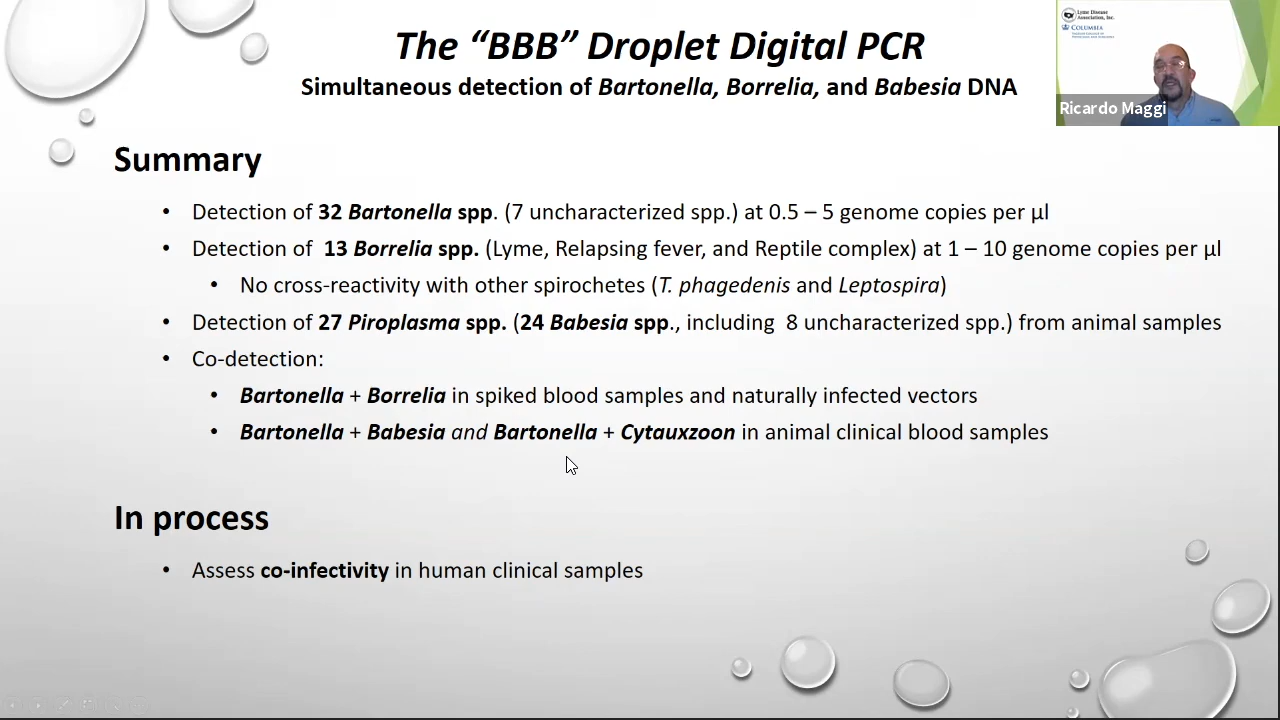 The “BBB” Droplet Digital PCR
Simultaneous detection of Bartonella, Borrelia, and Babesia DNA
Lyme Disease
Association, Inc.
COLUMBIA
Ricardo Maggi
Summary
• Detection of 32 Bartonella spp. (7 uncharacterized spp.) at 0.5 – 5 genome copies per µl
• Detection of 13 Borrelia spp. (Lyme, Relapsing fever, and Reptile complex) at 1 – 10 genome copies per µl
• No cross-reactivity with other spirochetes (T. phagedenis and Leptospira)
• Detection of 27 Piroplasma spp. (24 Babesia spp., including 8 uncharacterized spp.) from animal samples
• Co-detection:
• Bartonella + Borrelia in spiked blood samples and naturally infected vectors
• Bartonella + Babesia and Bartonella + Cytauxzoon in animal clinical blood samples
In process
• Assess co-infectivity in human clinical samples